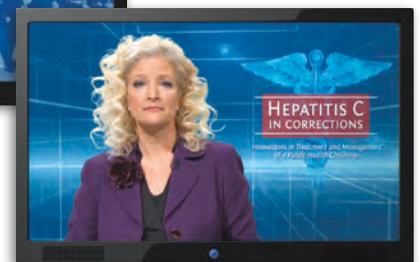 HEPATITIS C
IN CORRECTIONS
Innovations in Treatment and Management
of a Public Health Challenge